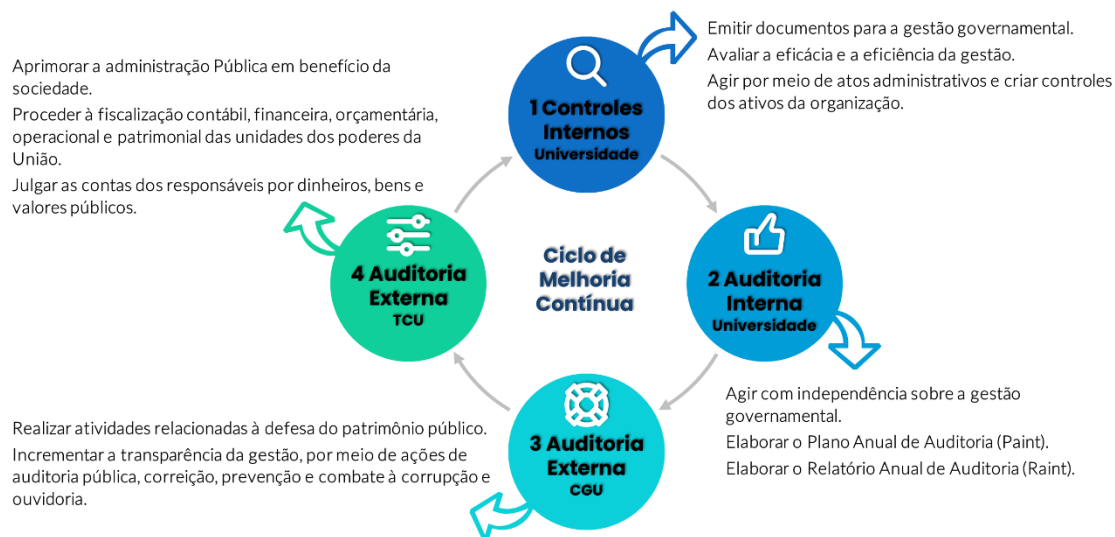 Emitir documentos para a gestão governamental.
Avaliar a eficácia e a eficiência da gestão.
Agir por meio de atos administrativos e criar controles
dos ativos da organização.
1 Controles
Internos
Universidade
Aprimorar a administração Pública em benefício da
sociedade.
Proceder à fiscalização contábil, financeira, orçamentária,
operacional e patrimonial das unidades dos poderes da
União.
Julgar as contas dos responsáveis por dinheiros, bens e
valores públicos.
4 Auditoria
Externa
TCU
Ciclo de
Melhoria
Contínua
2 Auditoria
Interna
Universidade
Agir com independência sobre a gestão
governamental.
Elaborar o Plano Anual de Auditoria (Paint).
Elaborar o Relatório Anual de Auditoria (Raint).
3 Auditoria
Externa
CGU
Realizar atividades relacionadas à defesa do patrimônio público.
Incrementar a transparência da gestão, por meio de ações de
auditoria pública, correição, prevenção e combate à corrupção e
ouvidoria.